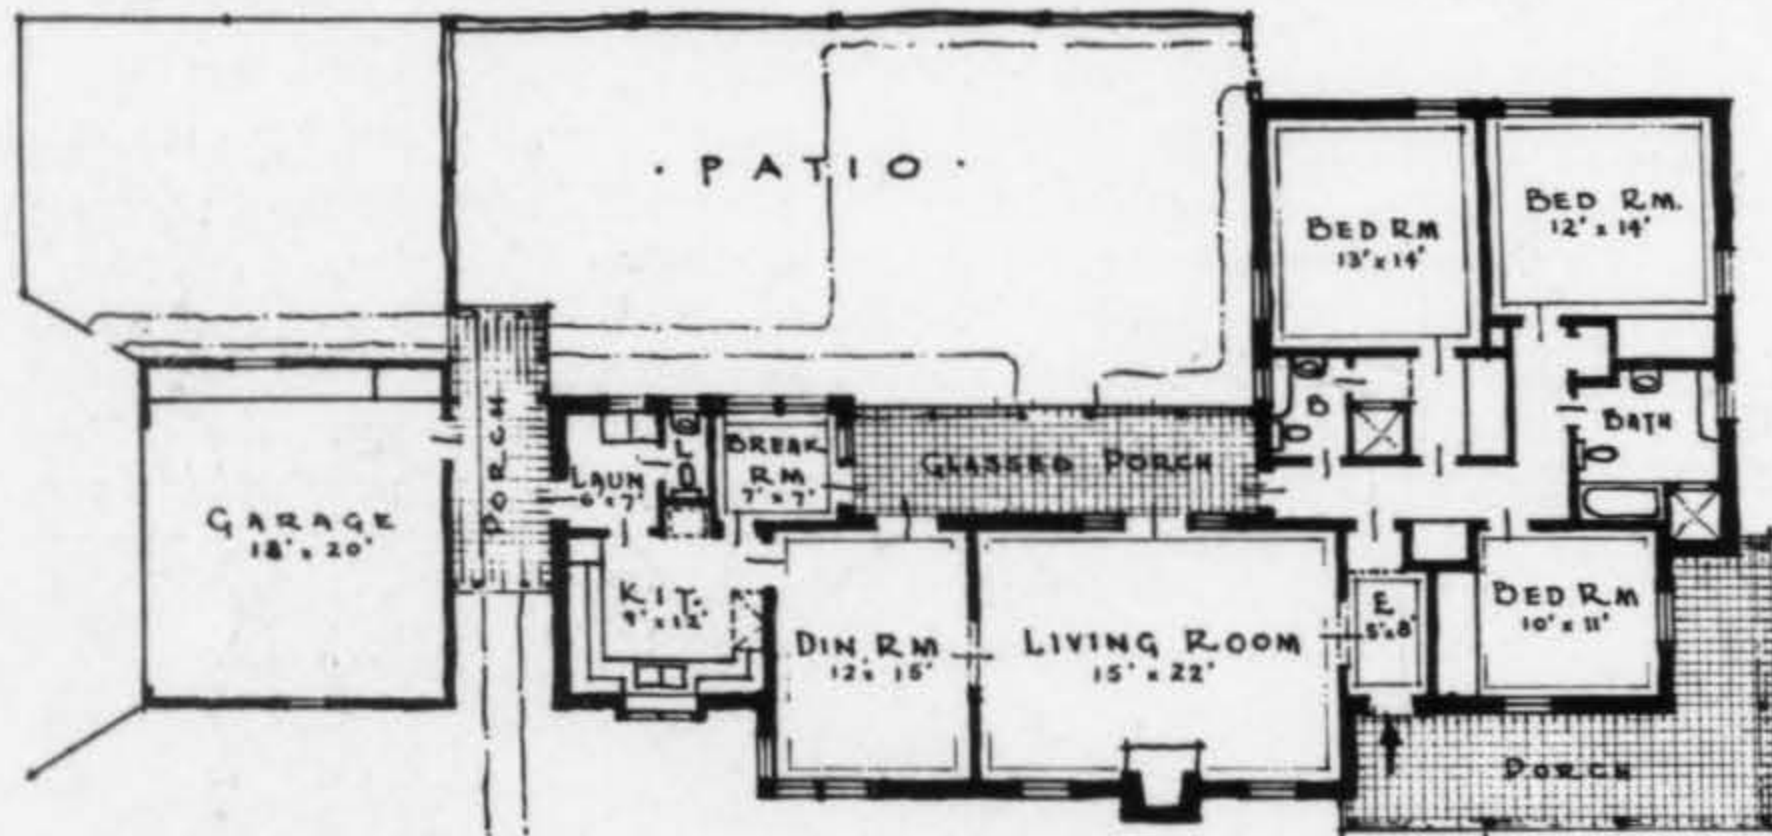 · PATIO ·
BED RM
13' x 14'
BED RM.
12' x 14'
B
BATH
PORCH
LAUN
6' x 7'
L
BREAK
RM
7' x 7'
GLASSED PORCH
GARAGE
18' x 20'
KIT.
9' x 12'
DIN. RM
12' x 15'
LIVING ROOM
15' x 22'
E
5' x 8'
BED RM
10' x 11'
PORCH